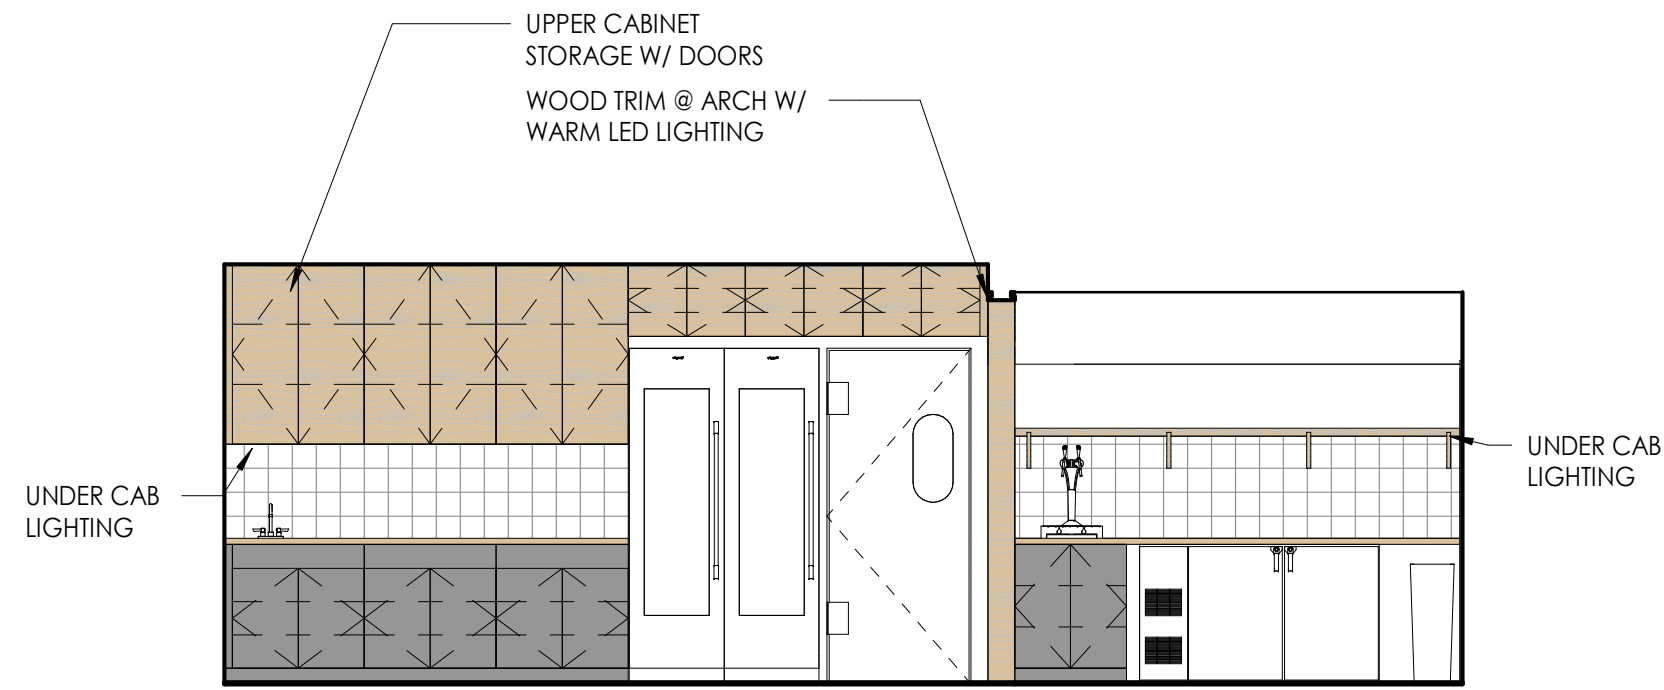 UPPER CABINET
STORAGE W/ DOORS
WOOD TRIM @ ARCH W/
WARM LED LIGHTING
UNDER CAB
LIGHTING
UNDER CAB
LIGHTING